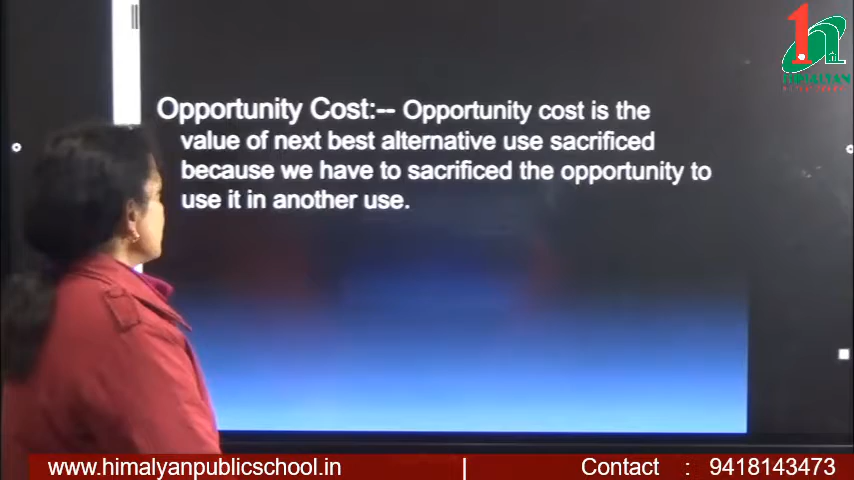 HIMALYAN
Opportunity Cost:-- Opportunity cost is the
value of next best alternative use sacrificed
because we have to sacrificed the opportunity to
use it in another use.
www.himalyanpublicschool.in | Contact : 9418143473